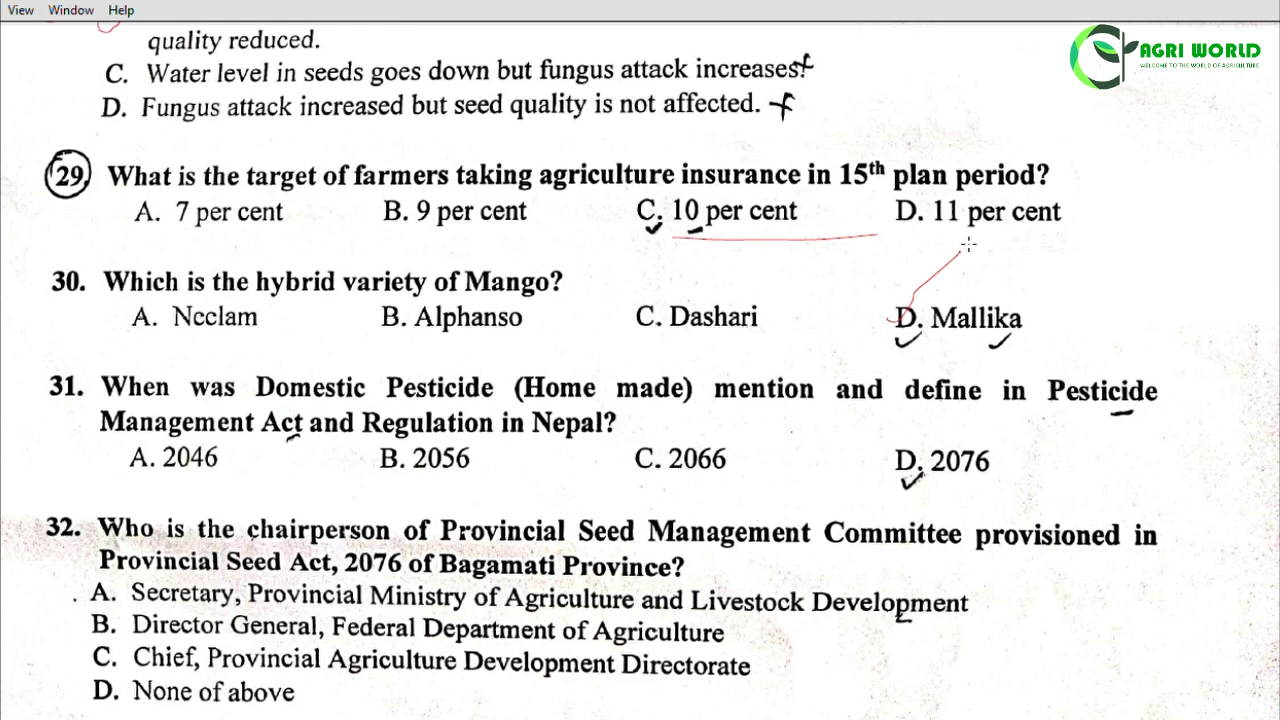 View Window Help
AGRI WORLD
WELCOME TO THE WORLD OF AGRICULTURE
quality reduced.
C. Water level in seeds goes down but fungus attack increases.
D. Fungus attack increased but seed quality is not affected.
29. What is the target of farmers taking agriculture insurance in 15th plan period?
A. 7 per cent B. 9 per cent C. 10 per cent D. 11 per cent
30. Which is the hybrid variety of Mango?
A. Neelam B. Alphanso C. Dashari D. Mallika
31. When was Domestic Pesticide (Home made) mention and define in Pesticide
Management Act and Regulation in Nepal?
A. 2046 B. 2056 C. 2066 D. 2076
32. Who is the chairperson of Provincial Seed Management Committee provisioned in
Provincial Seed Act, 2076 of Bagamati Province?
A. Secretary, Provincial Ministry of Agriculture and Livestock Development
B. Director General, Federal Department of Agriculture
C. Chief, Provincial Agriculture Development Directorate
D. None of above